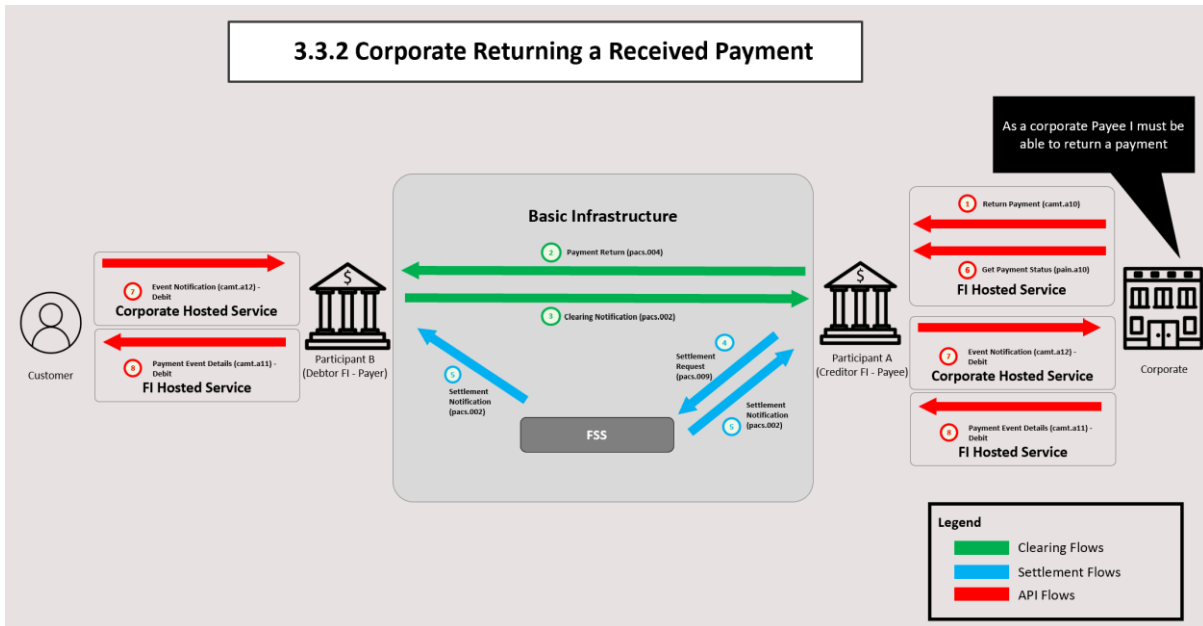 3.3.2 Corporate Returning a Received Payment
As a corporate Payee I must be
able to return a payment
Basic Infrastructure
1 Return Payment (camt.a10)
2 Payment Return (pacs.004)
6 Get Payment Status (pain.a10)
FI Hosted Service
7 Event Notification (camt.a12) -
Debit
Corporate Hosted Service
3 Clearing Notification (pacs.002)
$
$
8 Payment Event Details (camt.a11) -
Debit
FI Hosted Service
Customer
Participant B
(Debtor FI - Payer)
4
Settlement
Request
(pacs.009)
5
Settlement
Notification
(pacs.002)
5
Settlement
Notification
(pacs.002)
FSS
Participant A
(Creditor FI - Payee)
7 Event Notification (camt.a12) -
Debit
Corporate Hosted Service
Corporate
8 Payment Event Details (camt.a11) -
Debit
FI Hosted Service
Legend
Clearing Flows
Settlement Flows
API Flows